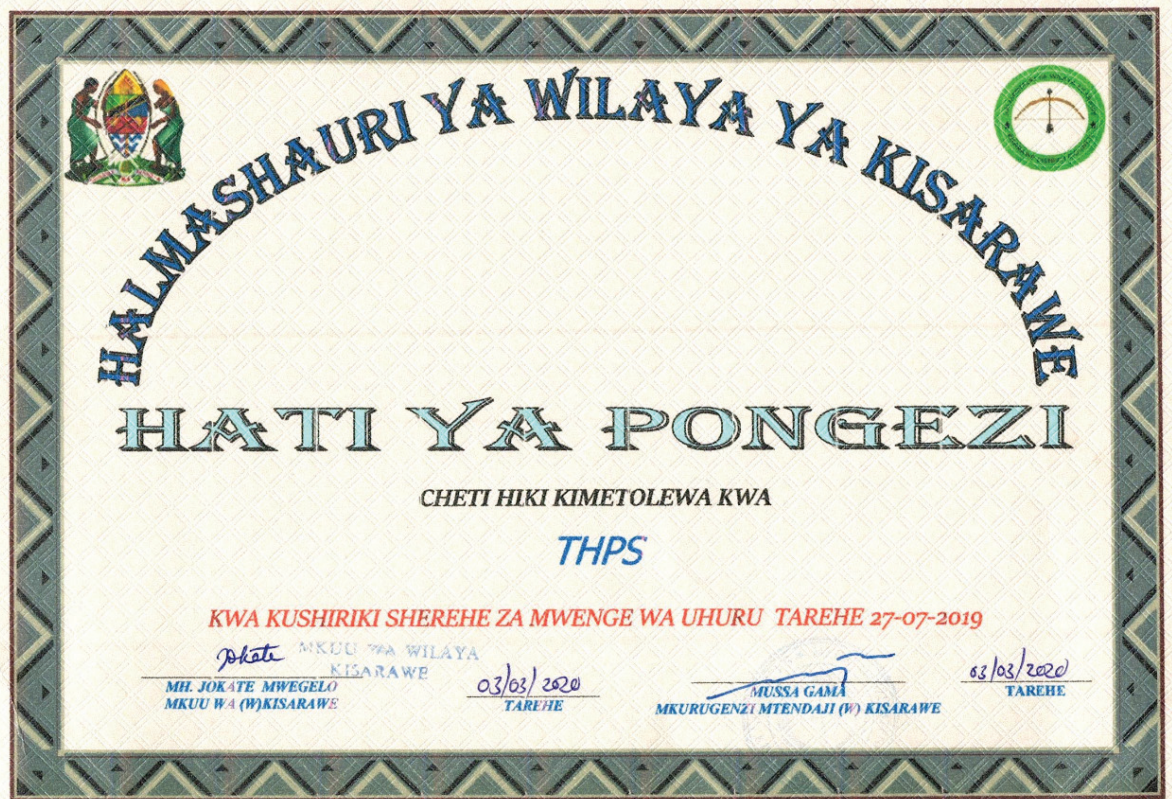 HALMASHAURI YA WILAYA YA KISARAWE
HATI YA PONGEZI
CHETI HIKI KIMETOLEWA KWA
THPS
KWA KUSHIRIKI SHEREHE ZA MWENGE WA UHURU TAREHE 27-07-2019
Jokate
MKUU WA WILAYA
KISARAWE
MH. JOKATE MWEGELO
MKUU WA (W)KISARAWE
03/03/2020
TAREHE
MUSSA GAMA
MKURUGENZI MTENDAJI (W) KISARAWE
03/03/2020
TAREHE